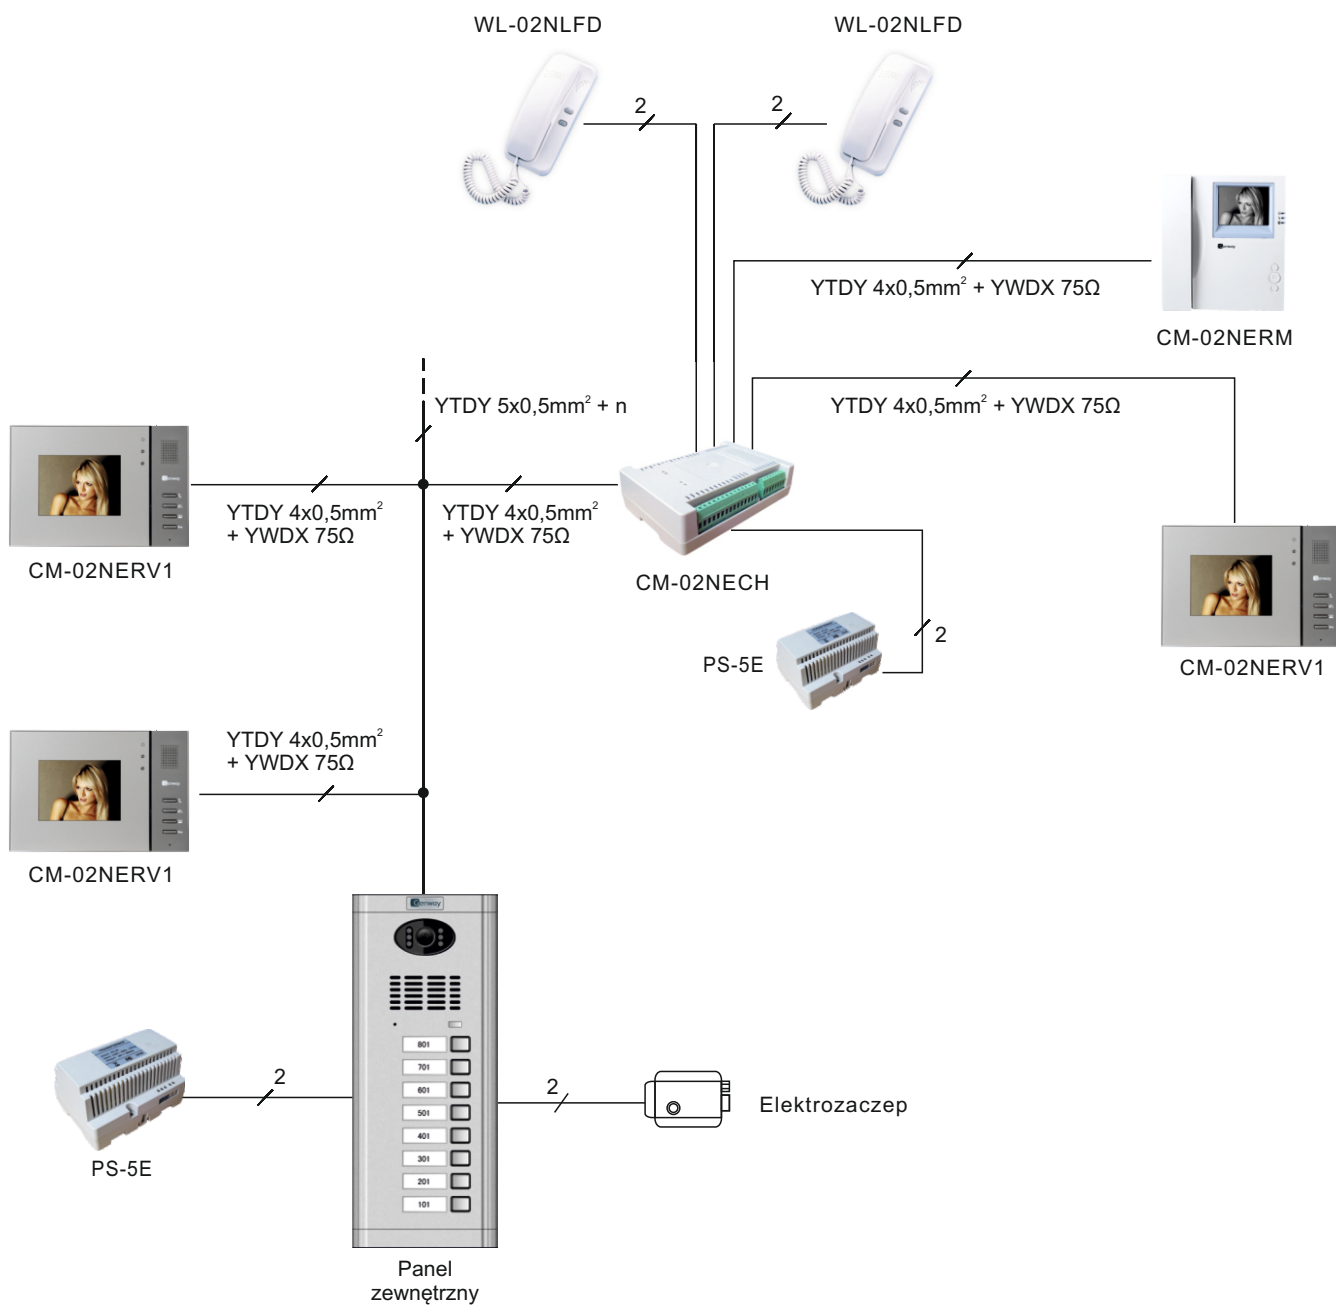 WL-02NLFD
WL-02NLFD
2
2
YTDY 4x0,5mm² + YWDX 75Ω
CM-02NERM
YTDY 5x0,5mm² + n
YTDY 4x0,5mm² + YWDX 75Ω
YTDY 4x0,5mm²
+ YWDX 75Ω
YTDY 4x0,5mm²
+ YWDX 75Ω
CM-02NERV1
CM-02NECH
2
PS-5E
CM-02NERV1
YTDY 4x0,5mm²
+ YWDX 75Ω
CM-02NERV1
Genway
801
701
601
501
401
301
201
101
2
PS-5E
2
Elektrozaczep
Panel
zewnętrzny